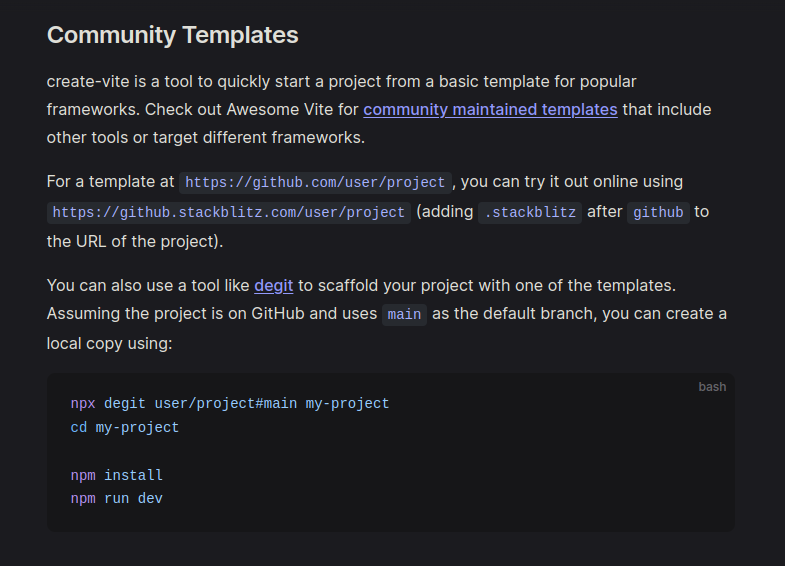 Community Templates
create-vite is a tool to quickly start a project from a basic template for popular
frameworks. Check out Awesome Vite for community maintained templates that include
other tools or target different frameworks.
For a template at https://github.com/user/project, you can try it out online using
https://github.stackblitz.com/user/project (adding .stackblitz after github to
the URL of the project).
You can also use a tool like degit to scaffold your project with one of the templates.
Assuming the project is on GitHub and uses main as the default branch, you can create a
local copy using:
bash
npx degit user/project#main my-project
cd my-project
npm install
npm run dev